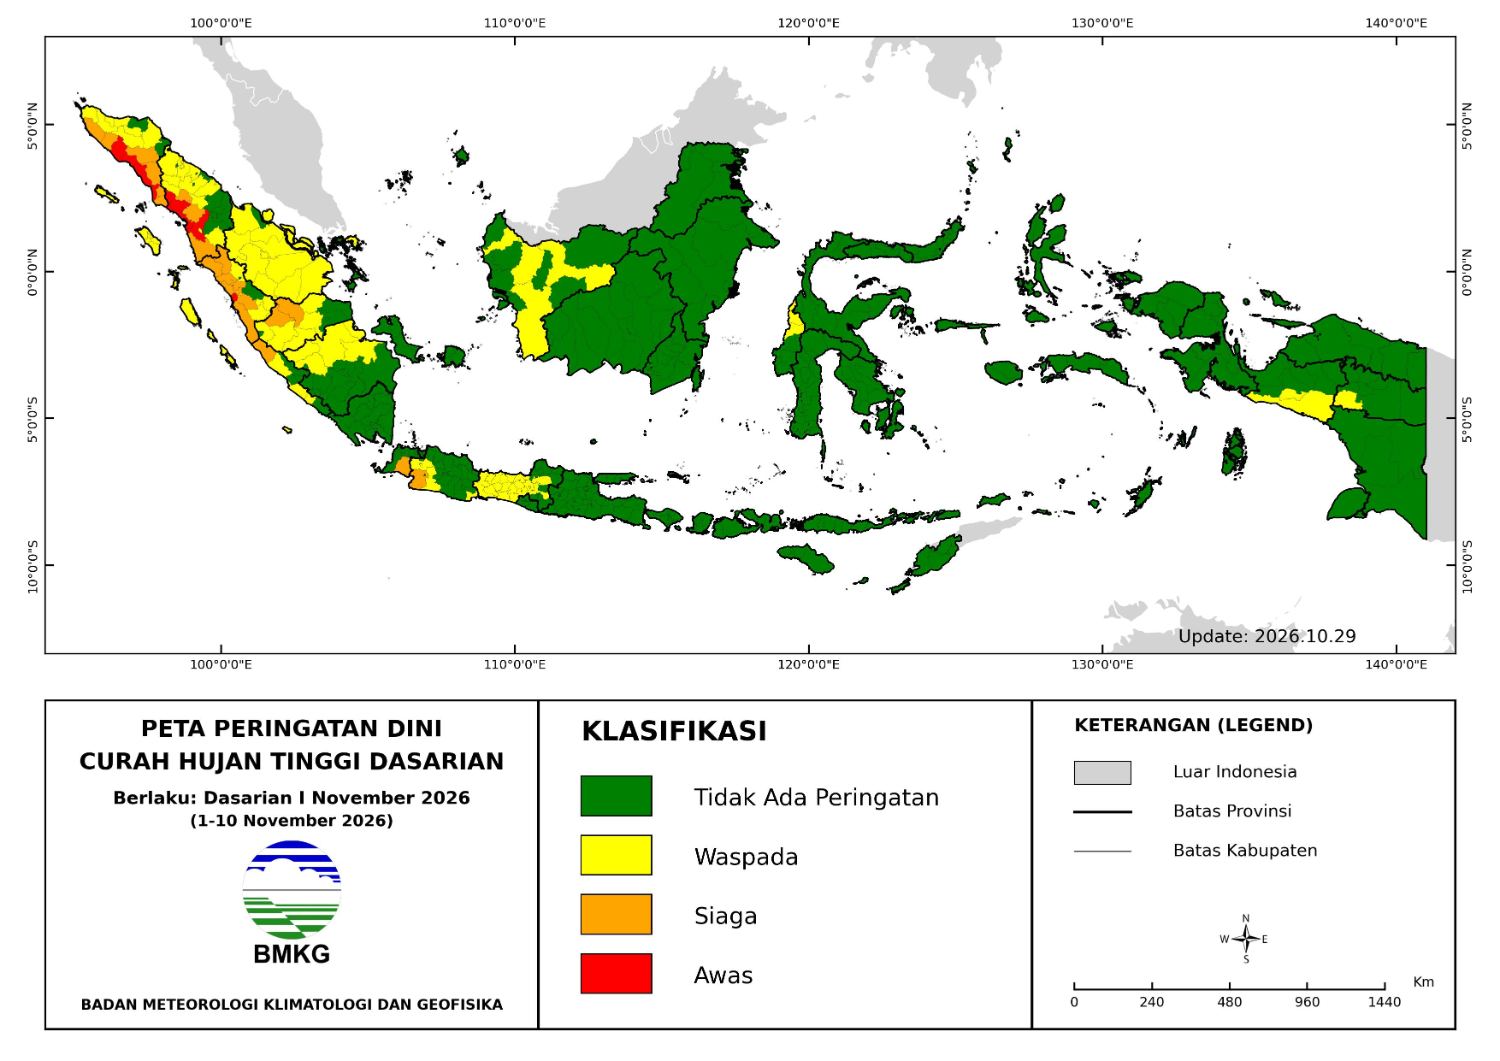 100°0'0"E 110°0'0"E 120°0'0"E 130°0'0"E 140°0'0"E
5°0'0"N 5°0'0"N
0°0'0"N 0°0'0"N
5°0'0"S 5°0'0"S
10°0'0"S 10°0'0"S
Update: 2026.10.29
100°0'0"E 110°0'0"E 120°0'0"E 130°0'0"E 140°0'0"E
PETA PERINGATAN DINI
CURAH HUJAN TINGGI DASARIAN
Berlaku: Dasarian I November 2026
(1-10 November 2026)
BMKG
BADAN METEOROLOGI KLIMATOLOGI DAN GEOFISIKA
KLASIFIKASI
Tidak Ada Peringatan
Waspada
Siaga
Awas
KETERANGAN (LEGEND)
Luar Indonesia
Batas Provinsi
Batas Kabupaten
N
W E
S
Km
0 240 480 960 1440